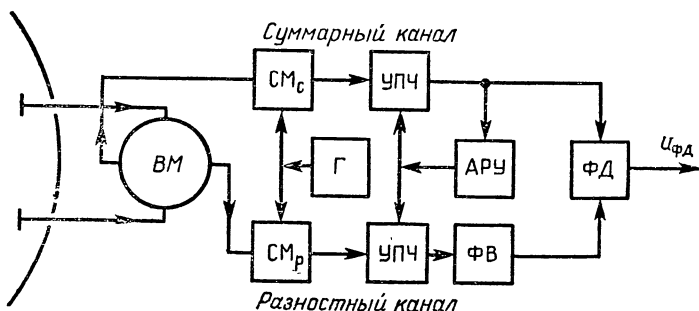 Суммарный канал
СМс
УПЧ
ВМ
Г
АРУ
ФД
uФД
СМр
УПЧ
ФВ
Разностный канал